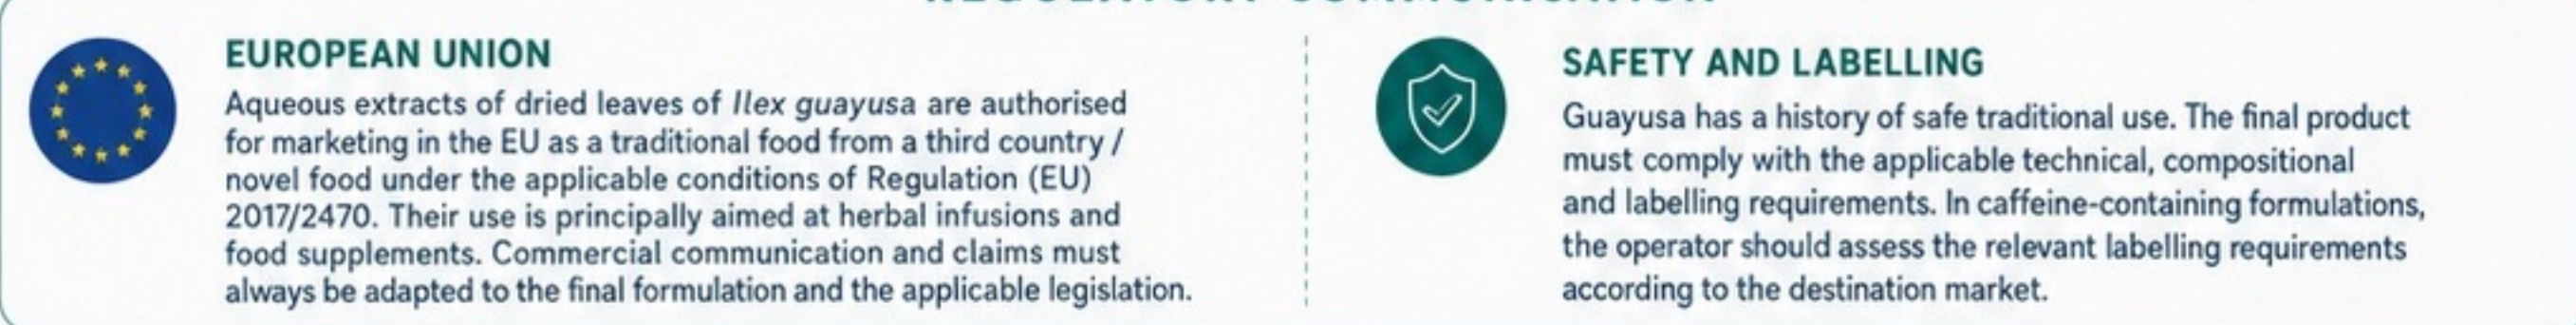 EUROPEAN UNION
Aqueous extracts of dried leaves of Ilex guayusa are authorised
for marketing in the EU as a traditional food from a third country /
novel food under the applicable conditions of Regulation (EU)
2017/2470. Their use is principally aimed at herbal infusions and
food supplements. Commercial communication and claims must
always be adapted to the final formulation and the applicable legislation.
SAFETY AND LABELLING
Guayusa has a history of safe traditional use. The final product
must comply with the applicable technical, compositional
and labelling requirements. In caffeine-containing formulations,
the operator should assess the relevant labelling requirements
according to the destination market.